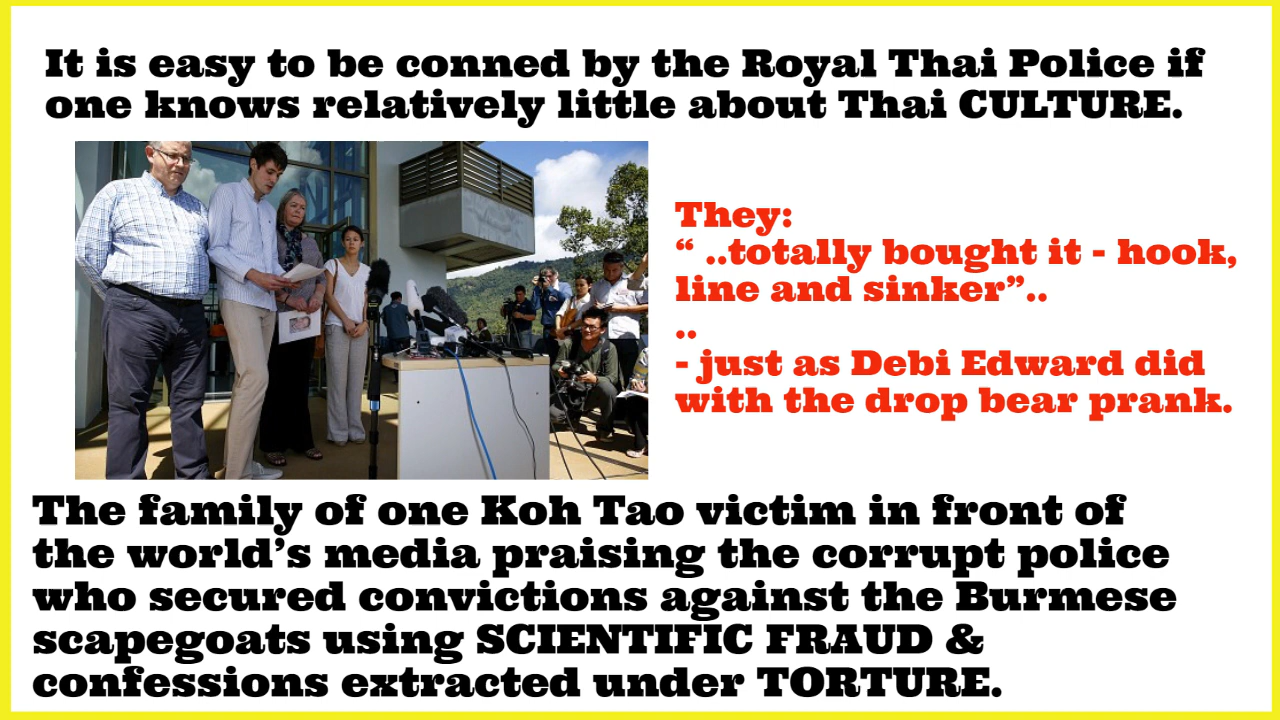 It is easy to be conned by the Royal Thai Police if
one knows relatively little about Thai CULTURE.
They:
“ ..totally bought it - hook,
line and sinker”..
..
- just as Debi Edward did
with the drop bear prank.
The family of one Koh Tao victim in front of
the world’s media praising the corrupt police
who secured convictions against the Burmese
scapegoats using SCIENTIFIC FRAUD &
confessions extracted under TORTURE.